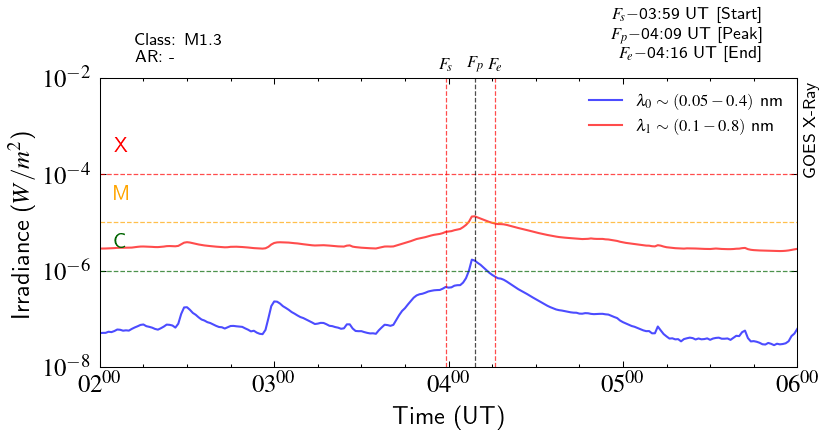 Fs−03:59 UT [Start]
Class: M1.3
Fp−04:09 UT [Peak]
AR: -
Fe−04:16 UT [End]
Fs Fp Fe
10⁻²
λ₀ ∼ (0.05 − 0.4) nm
λ₁ ∼ (0.1 − 0.8) nm
GOES X-Ray
X
10⁻⁴
M
Irradiance (W/m²)
C
10⁻⁶
10⁻⁸
02⁰⁰ 03⁰⁰ 04⁰⁰ 05⁰⁰ 06⁰⁰
Time (UT)